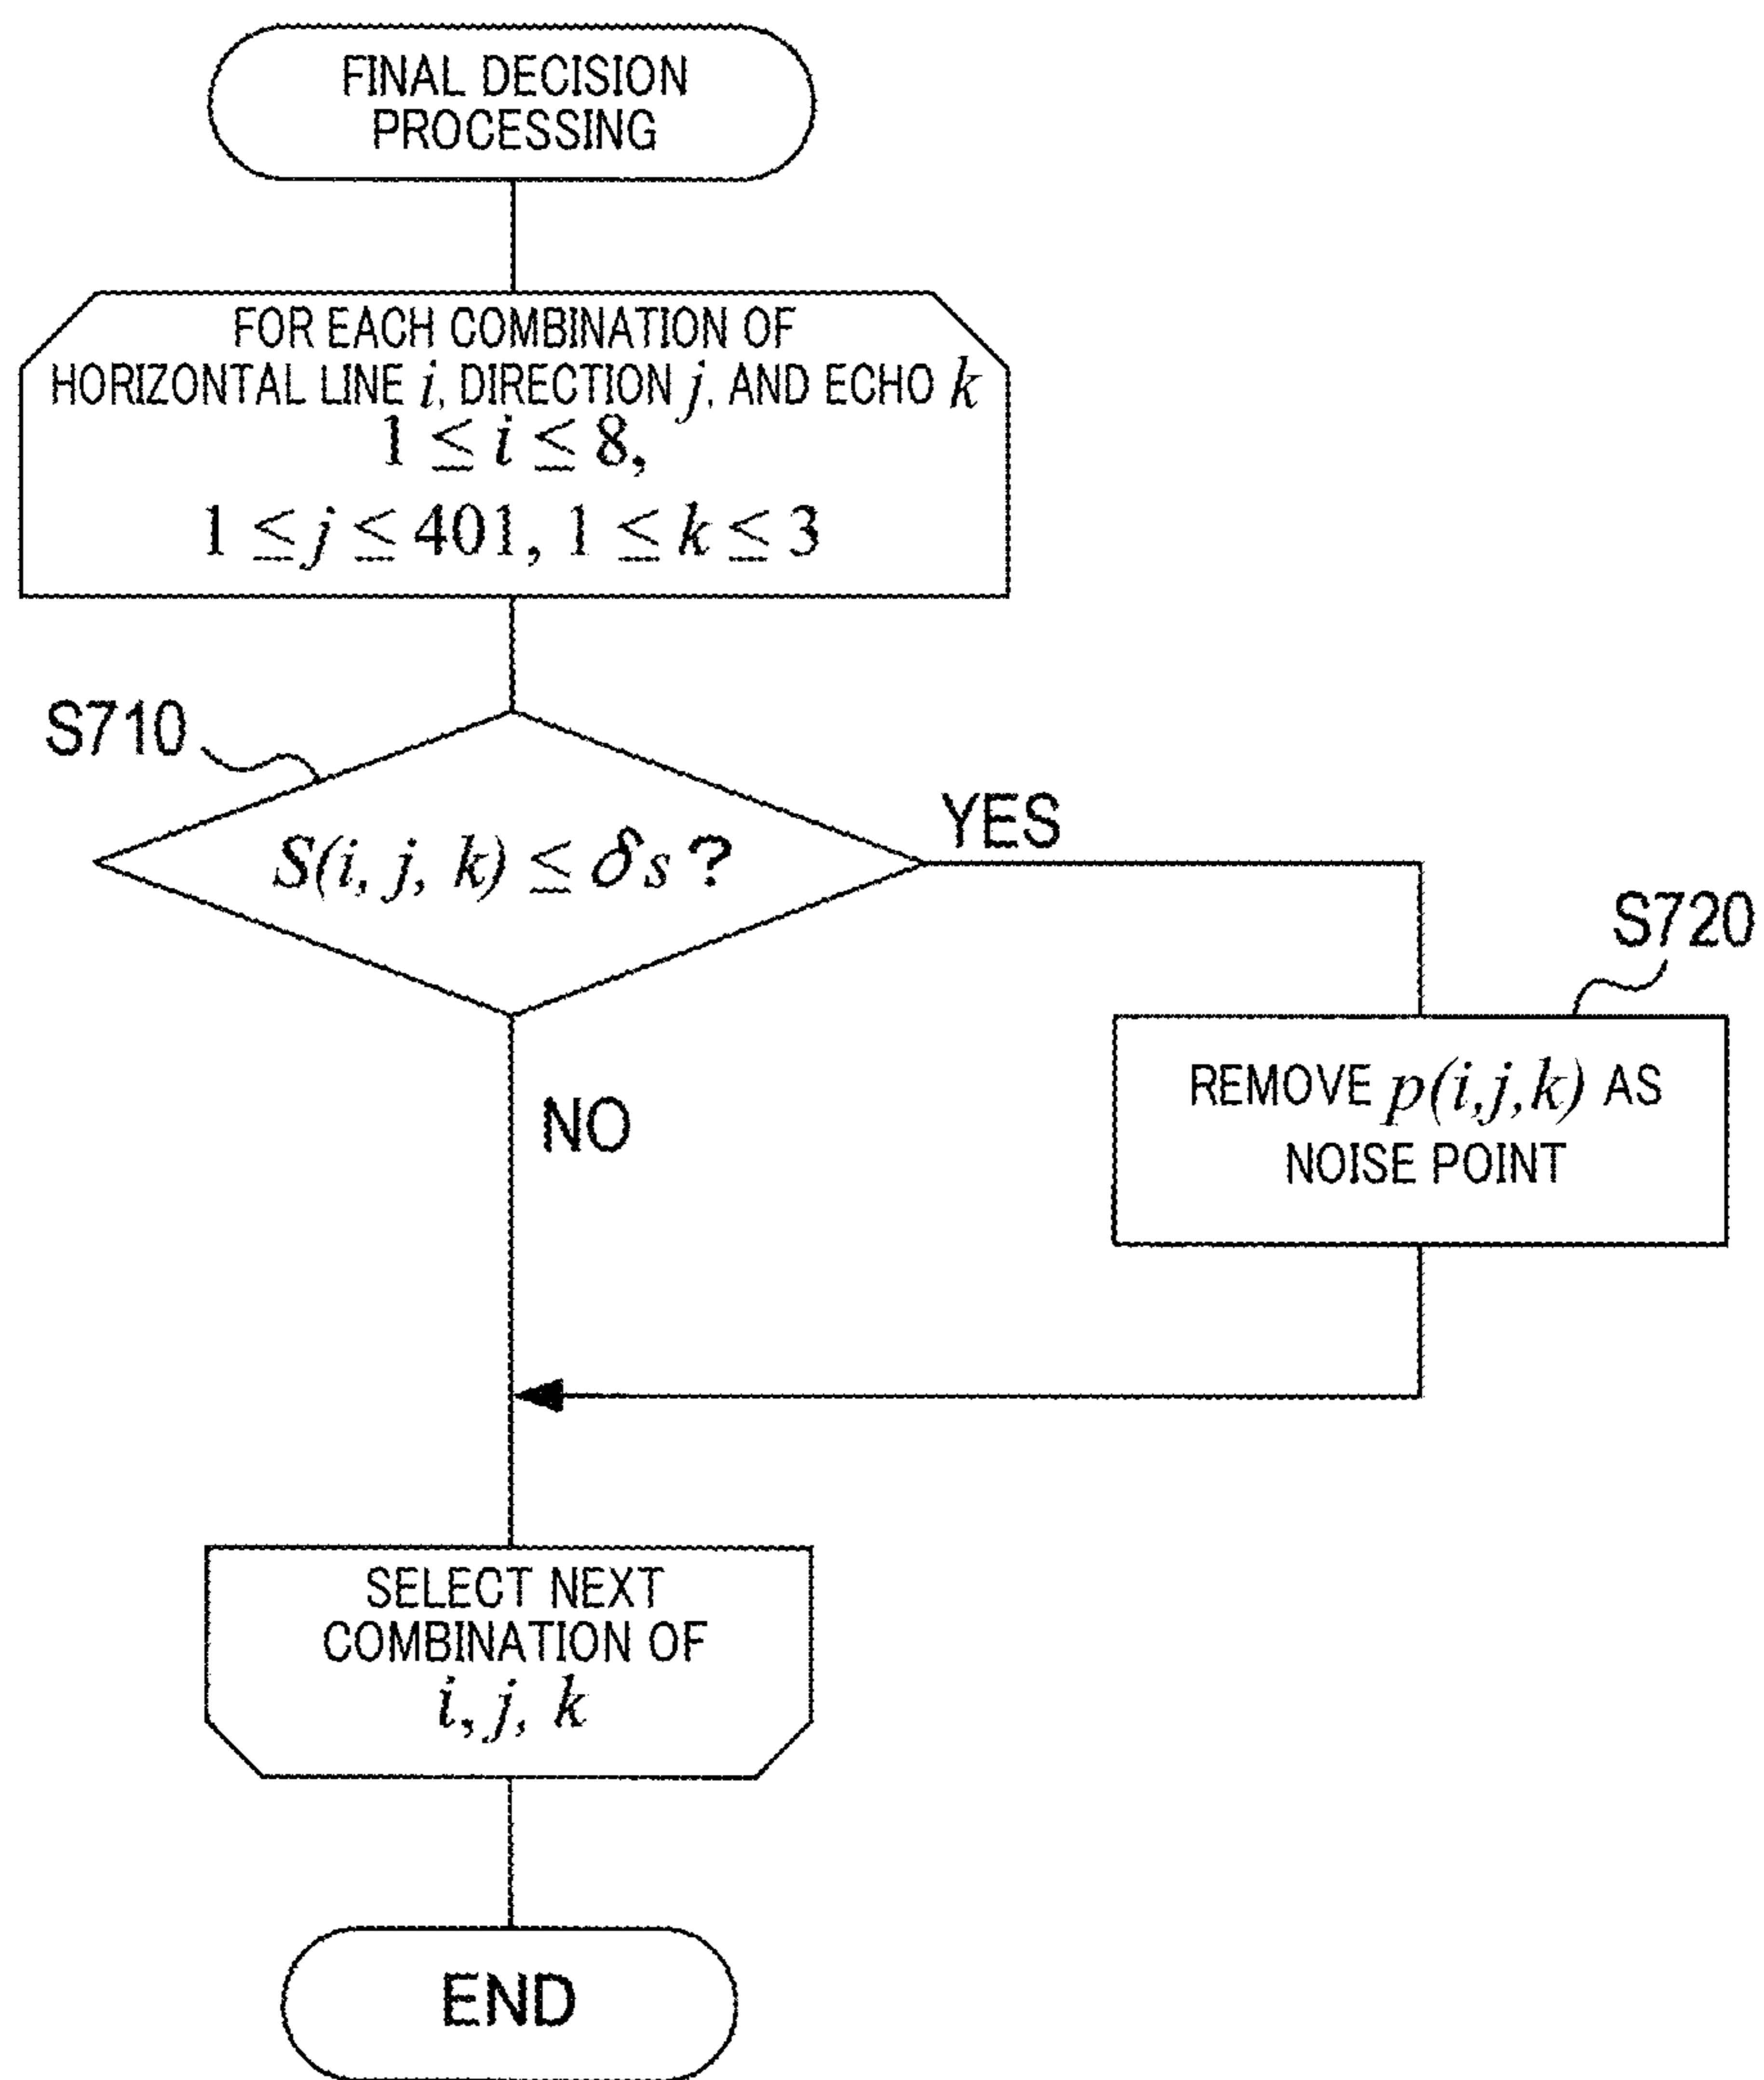 FINAL DECISION
PROCESSING
FOR EACH COMBINATION OF
HORIZONTAL LINE i, DIRECTION j, AND ECHO k
1 ≦ i ≦ 8,
1 ≦ j ≦ 401, 1 ≦ k ≦ 3
S710
S(i, j, k) ≦ δs ?
YES
S720
REMOVE p(i,j,k) AS
NOISE POINT
NO
SELECT NEXT
COMBINATION OF
i, j, k
END